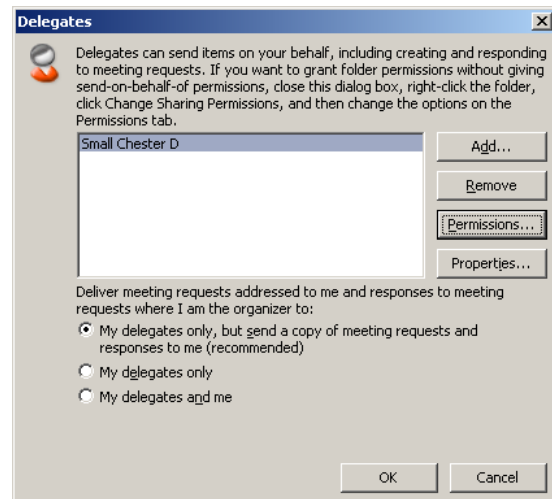 Delegates
Delegates can send items on your behalf, including creating and responding
to meeting requests. If you want to grant folder permissions without giving
send-on-behalf-of permissions, close this dialog box, right-click the folder,
click Change Sharing Permissions, and then change the options on the
Permissions tab.
Small Chester D
Add...
Remove
Permissions...
Properties...
Deliver meeting requests addressed to me and responses to meeting
requests where I am the organizer to:
My delegates only, but send a copy of meeting requests and
responses to me (recommended)
My delegates only
My delegates and me
OK
Cancel